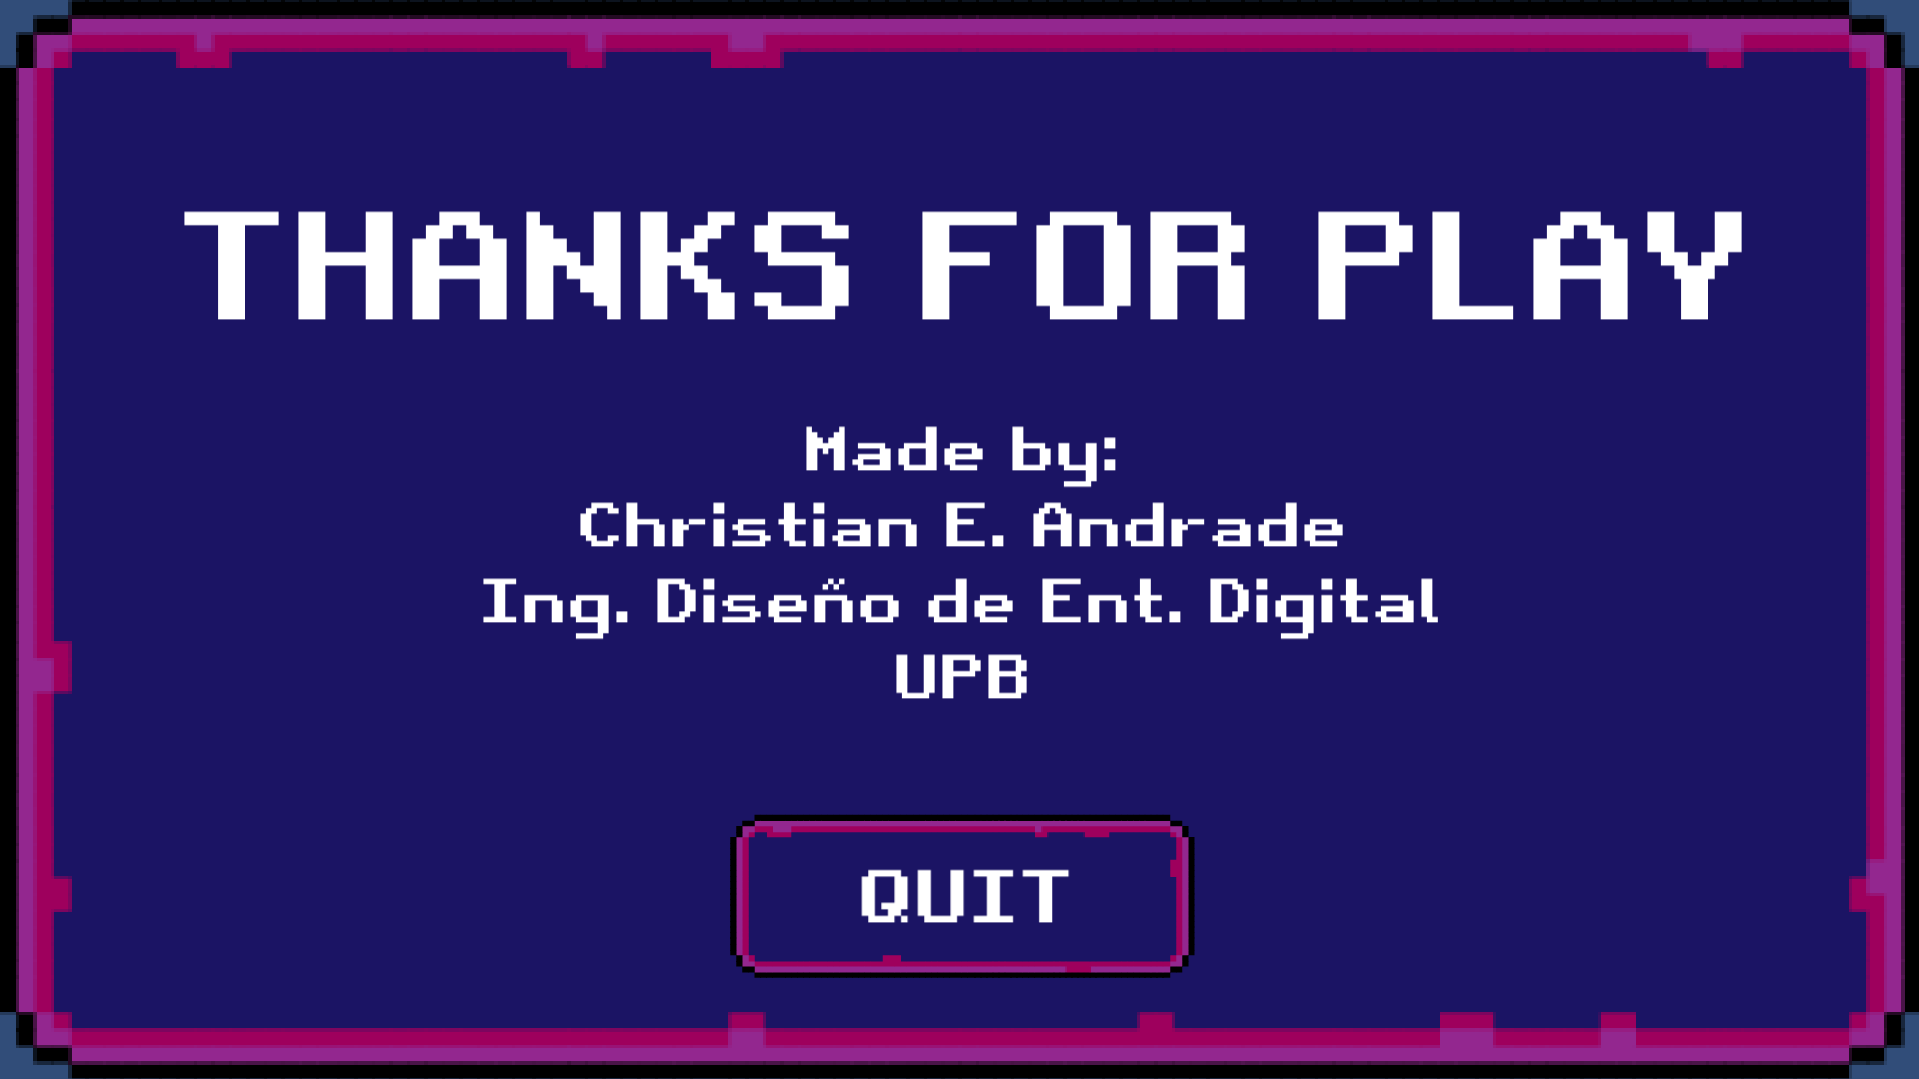 THANKS FOR PLAY
Made by:
Christian E. Andrade
Ing. Diseño de Ent. Digital
UPB
QUIT